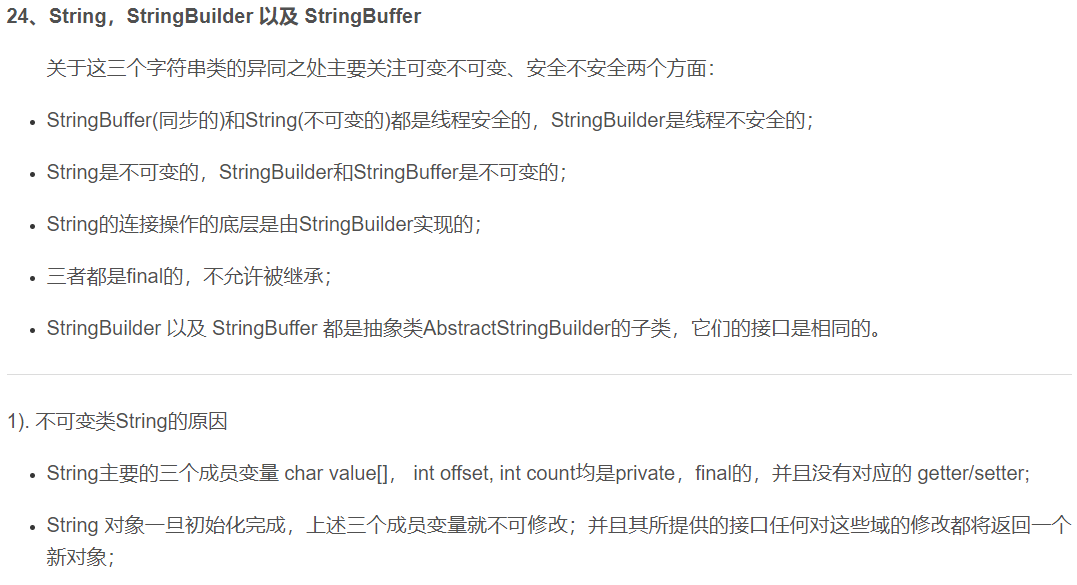 24、String，StringBuilder 以及 StringBuffer
关于这三个字符串类的异同之处主要关注可变不可变、安全不安全两个方面：
StringBuffer(同步的)和String(不可变的)都是线程安全的，StringBuilder是线程不安全的；
String是不可变的，StringBuilder和StringBuffer是不可变的；
String的连接操作的底层是由StringBuilder实现的；
三者都是final的，不允许被继承；
StringBuilder 以及 StringBuffer 都是抽象类AbstractStringBuilder的子类，它们的接口是相同的。
1). 不可变类String的原因
String主要的三个成员变量 char value[]， int offset, int count均是private，final的，并且没有对应的 getter/setter;
String 对象一旦初始化完成，上述三个成员变量就不可修改；并且其所提供的接口任何对这些域的修改都将返回一个
新对象；